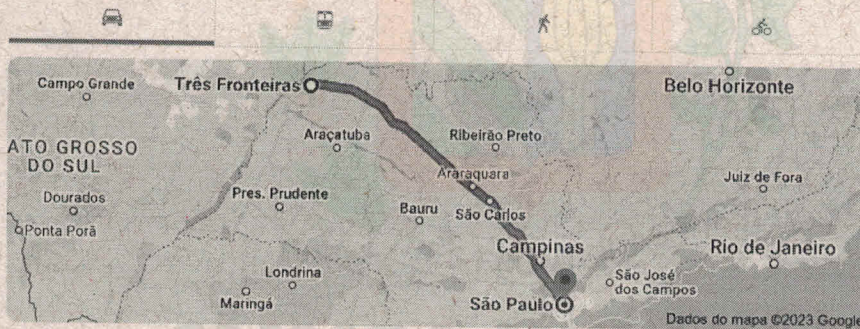 Campo Grande
Três Fronteiras
Belo Horizonte
Araçatuba
Ribeirão Preto
ATO GROSSO
DO SUL
Araraquara
Juiz de Fora
Dourados
Pres. Prudente
Bauru
São Carlos
Ponta Porã
Campinas
Rio de Janeiro
Londrina
São José
dos Campos
Maringá
São Paulo
Dados do mapa ©2023 Google